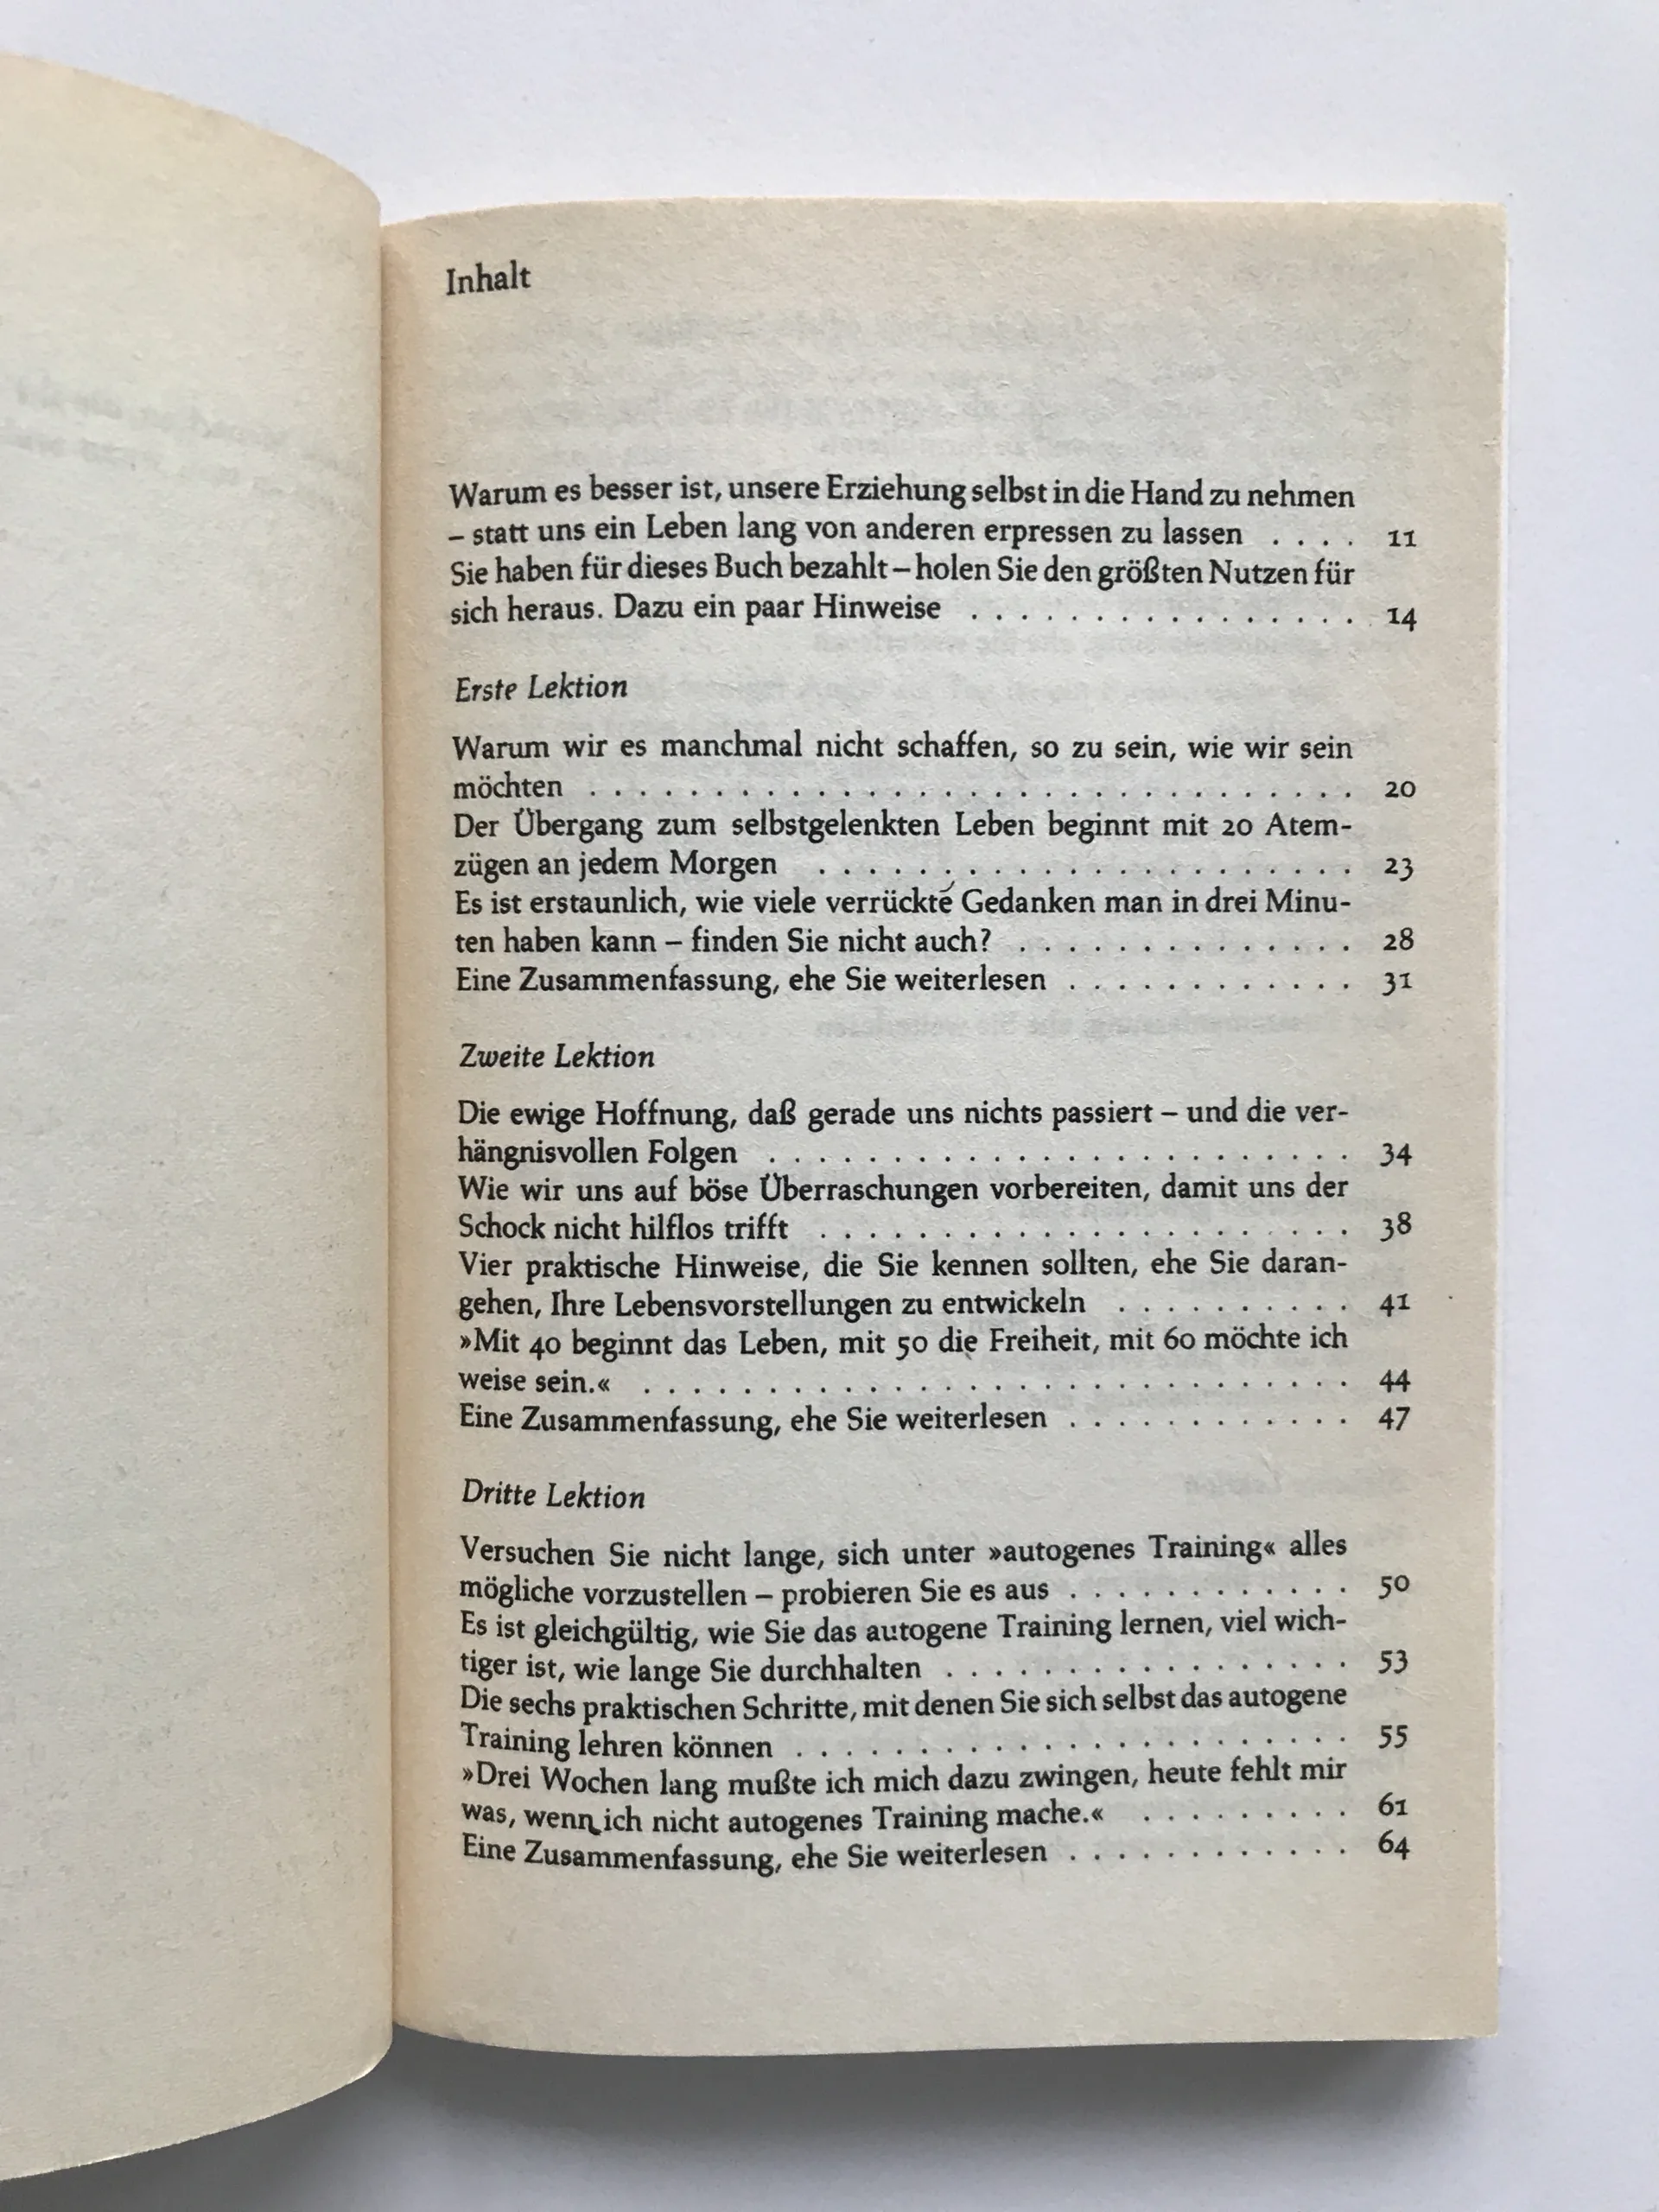 Inhalt
Warum es besser ist, unsere Erziehung selbst in die Hand zu nehmen
– statt uns ein Leben lang von anderen erpressen zu lassen . . . . 11
Sie haben für dieses Buch bezahlt – holen Sie den größten Nutzen für
sich heraus. Dazu ein paar Hinweise . . . . . . . . . . . . . . . . 14
Erste Lektion
Warum wir es manchmal nicht schaffen, so zu sein, wie wir sein
möchten . . . . . . . . . . . . . . . . . . . . . . . . . . . . . . . 20
Der Übergang zum selbstgelenkten Leben beginnt mit 20 Atem-
zügen an jedem Morgen . . . . . . . . . . . . . . . . . . . . . . 23
Es ist erstaunlich, wie viele verrückte Gedanken man in drei Minu-
ten haben kann – finden Sie nicht auch? . . . . . . . . . . . . . . 28
Eine Zusammenfassung, ehe Sie weiterlesen . . . . . . . . . . . . 31
Zweite Lektion
Die ewige Hoffnung, daß gerade uns nichts passiert – und die ver-
hängnisvollen Folgen . . . . . . . . . . . . . . . . . . . . . . . . 34
Wie wir uns auf böse Überraschungen vorbereiten, damit uns der
Schock nicht hilflos trifft . . . . . . . . . . . . . . . . . . . . . . 38
Vier praktische Hinweise, die Sie kennen sollten, ehe Sie daran-
gehen, Ihre Lebensvorstellungen zu entwickeln . . . . . . . . . . 41
»Mit 40 beginnt das Leben, mit 50 die Freiheit, mit 60 möchte ich
weise sein.« . . . . . . . . . . . . . . . . . . . . . . . . . . . . . 44
Eine Zusammenfassung, ehe Sie weiterlesen . . . . . . . . . . . . 47
Dritte Lektion
Versuchen Sie nicht lange, sich unter »autogenes Training« alles
mögliche vorzustellen – probieren Sie es aus . . . . . . . . . . . . 50
Es ist gleichgültig, wie Sie das autogene Training lernen, viel wich-
tiger ist, wie lange Sie durchhalten . . . . . . . . . . . . . . . . . 53
Die sechs praktischen Schritte, mit denen Sie sich selbst das autogene
Training lehren können . . . . . . . . . . . . . . . . . . . . . . . 55
»Drei Wochen lang mußte ich mich dazu zwingen, heute fehlt mir
was, wenn ich nicht autogenes Training mache.« . . . . . . . . . 61
Eine Zusammenfassung, ehe Sie weiterlesen . . . . . . . . . . . . 64